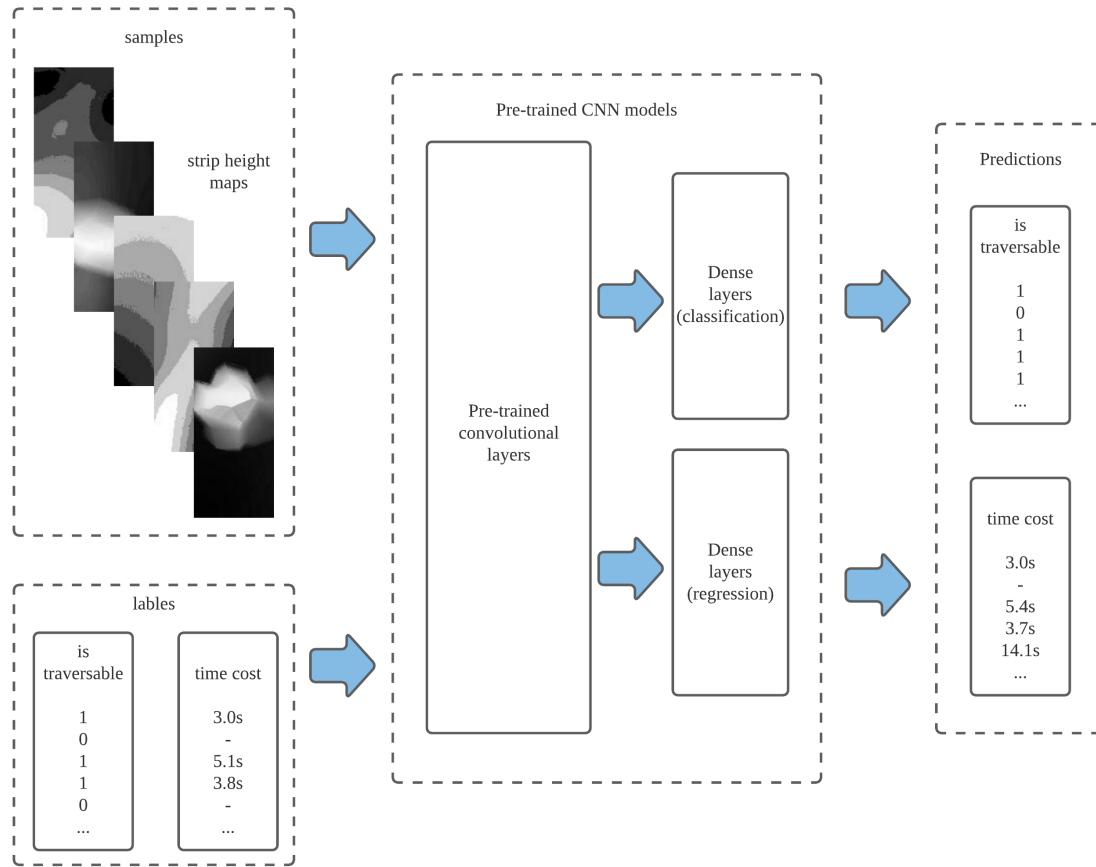 samples
strip height
maps
lables
is
traversable
1
0
1
1
0
...
time cost
3.0s
-
5.1s
3.8s
-
...
Pre-trained CNN models
Pre-trained
convolutional
layers
Dense
layers
(classification)
Dense
layers
(regression)
Predictions
is
traversable
1
0
1
1
1
...
time cost
3.0s
-
5.4s
3.7s
14.1s
...